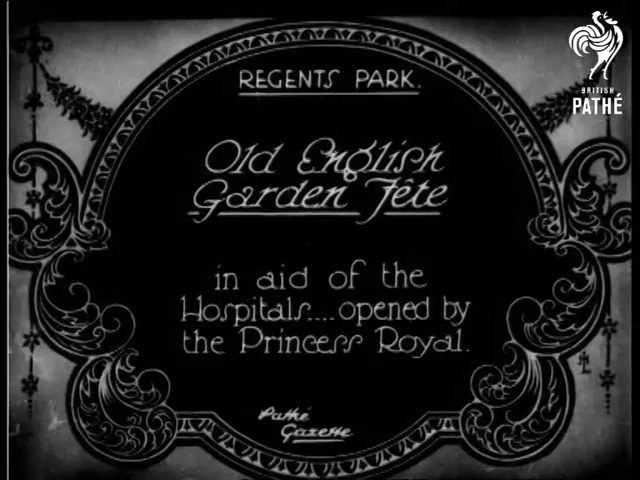 REGENTS PARK.
BRITISH
PATHÉ
Old English
Garden Fête
in aid of the
Hospitals.... opened by
the Princess Royal.
Pathé
Gazette